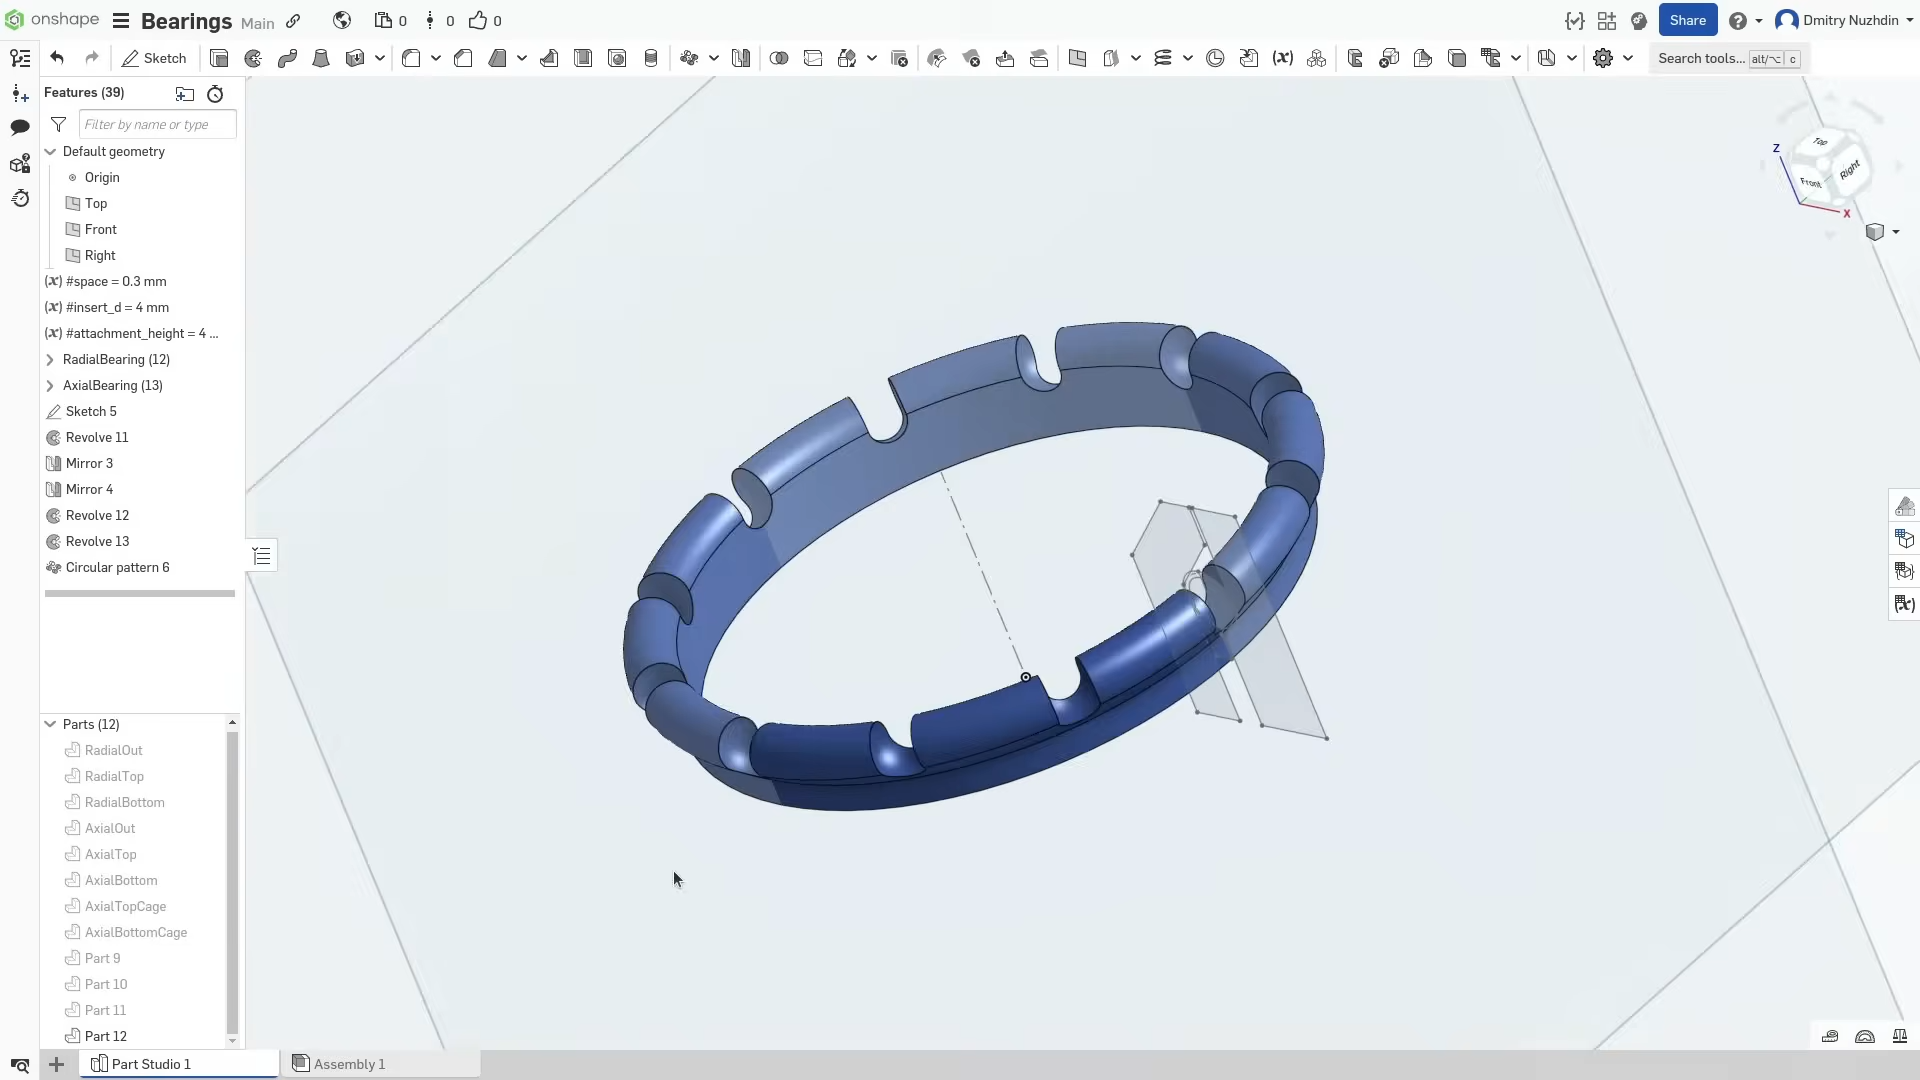 onshape
Bearings
Main
0
0
0
Share
Dmitry Nuzhdin
Sketch
Search tools...
alt/⌥
c
Features (39)
Filter by name or type
Default geometry
Origin
Top
Front
Right
(x) #space = 0.3 mm
(x) #insert_d = 4 mm
(x) #attachment_height = 4 ...
RadialBearing (12)
AxialBearing (13)
Sketch 5
Revolve 11
Mirror 3
Mirror 4
Revolve 12
Revolve 13
Circular pattern 6
Parts (12)
RadialOut
RadialTop
RadialBottom
AxialOut
AxialTop
AxialBottom
AxialTopCage
AxialBottomCage
Part 9
Part 10
Part 11
Part 12
Z
Top
Front
Right
X
Part Studio 1
Assembly 1